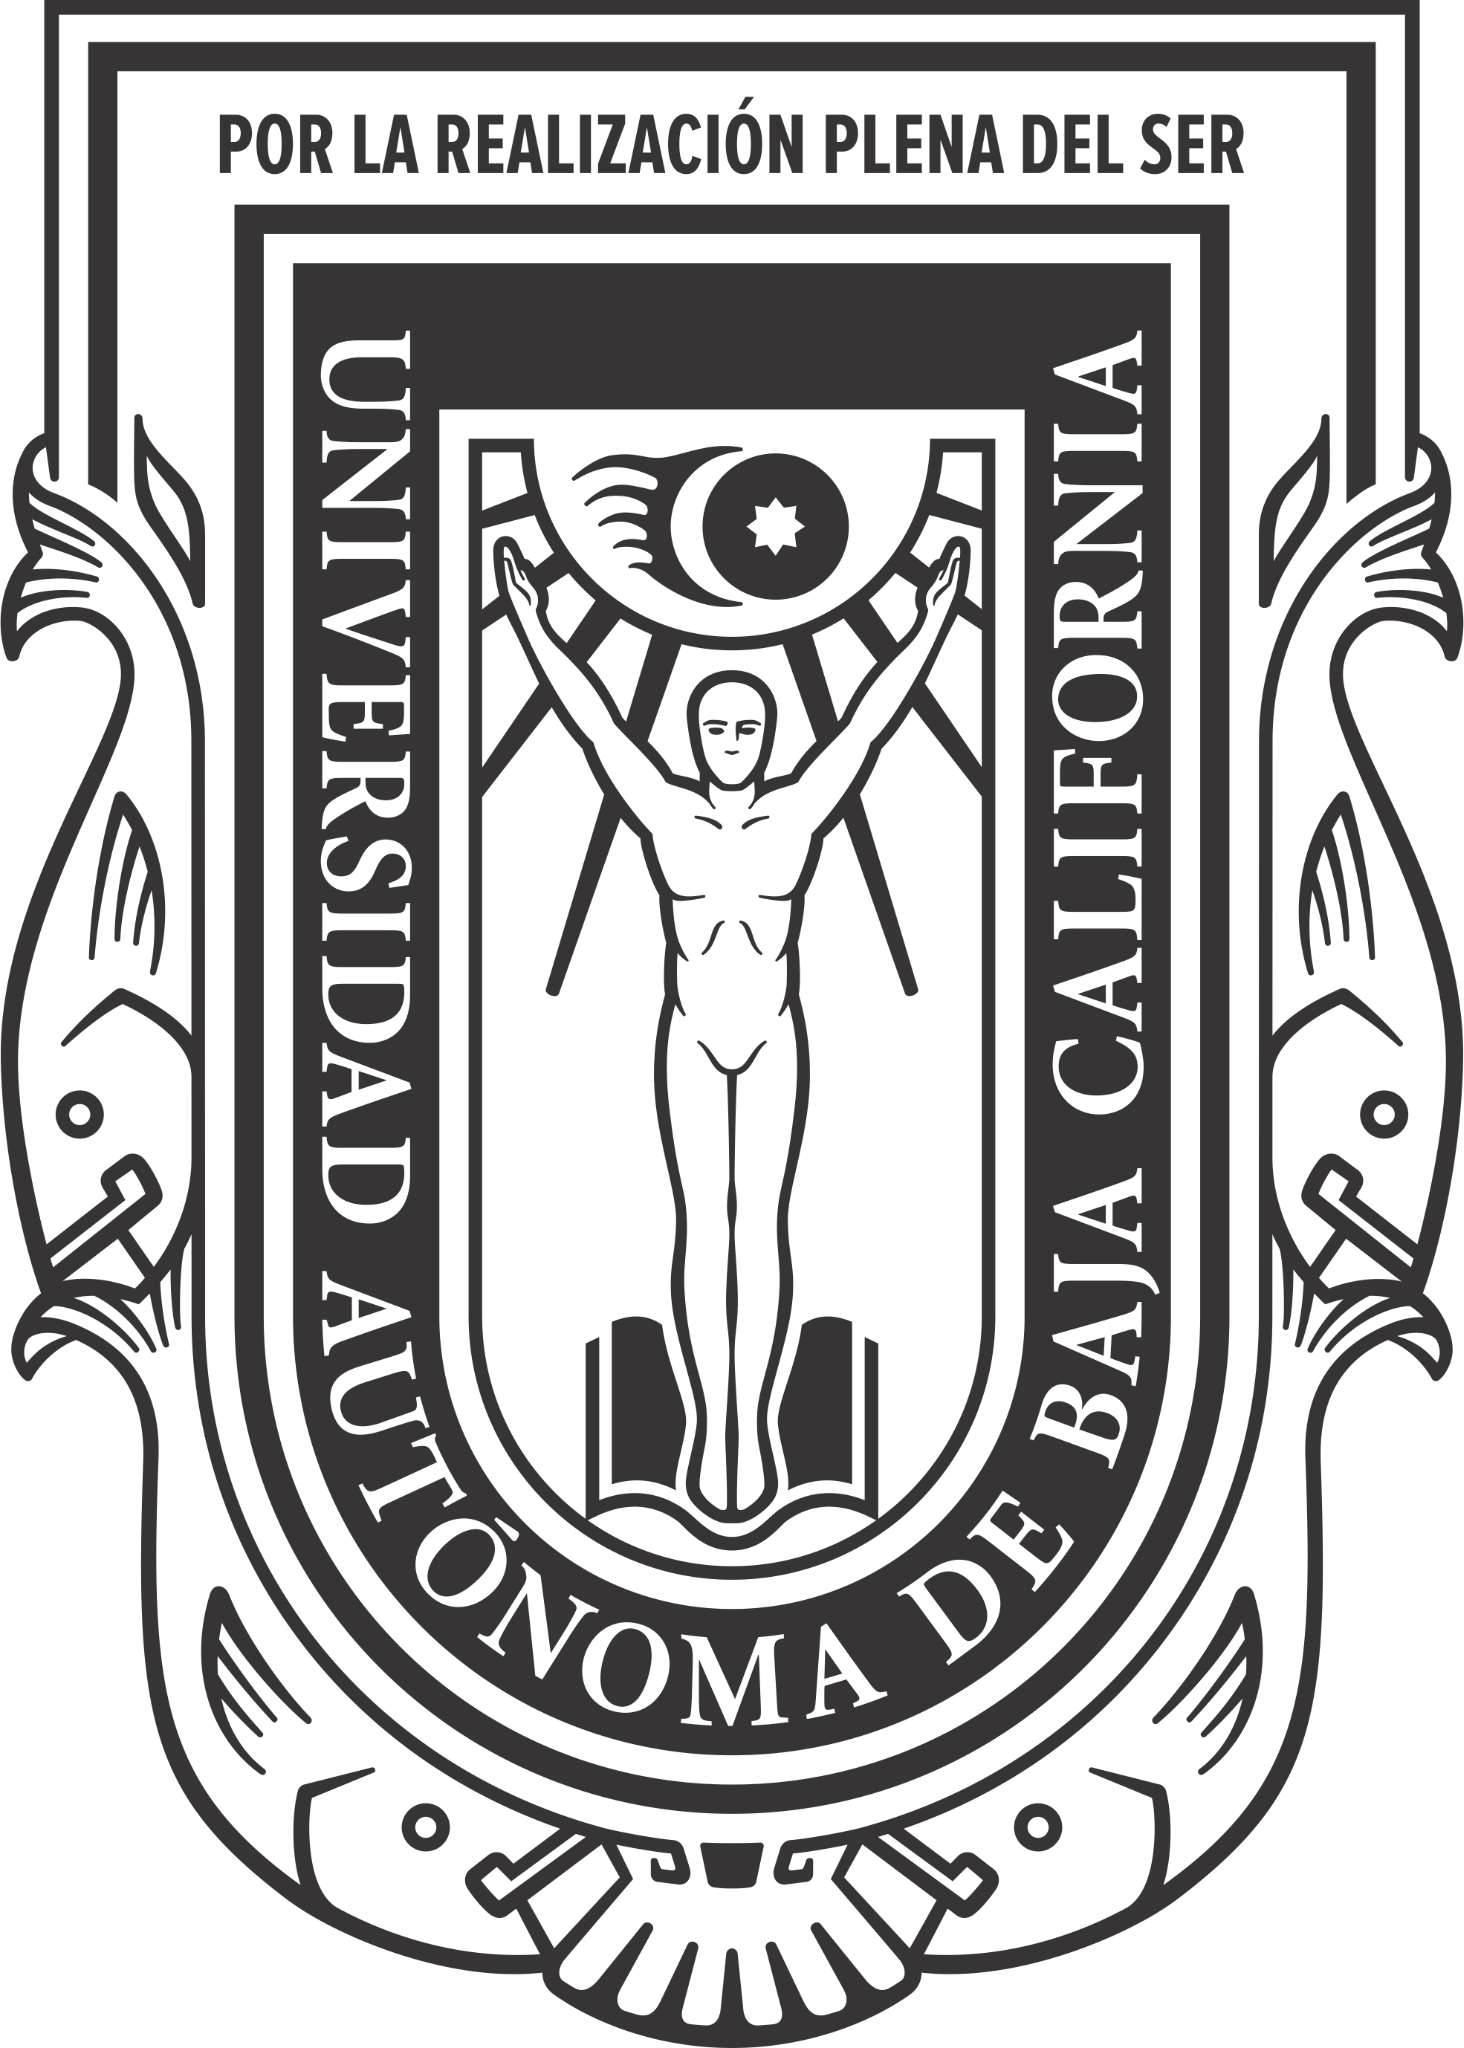 POR LA REALIZACIÓN PLENA DEL SER
UNIVERSIDAD AUTÓNOMA DE BAJA CALIFORNIA